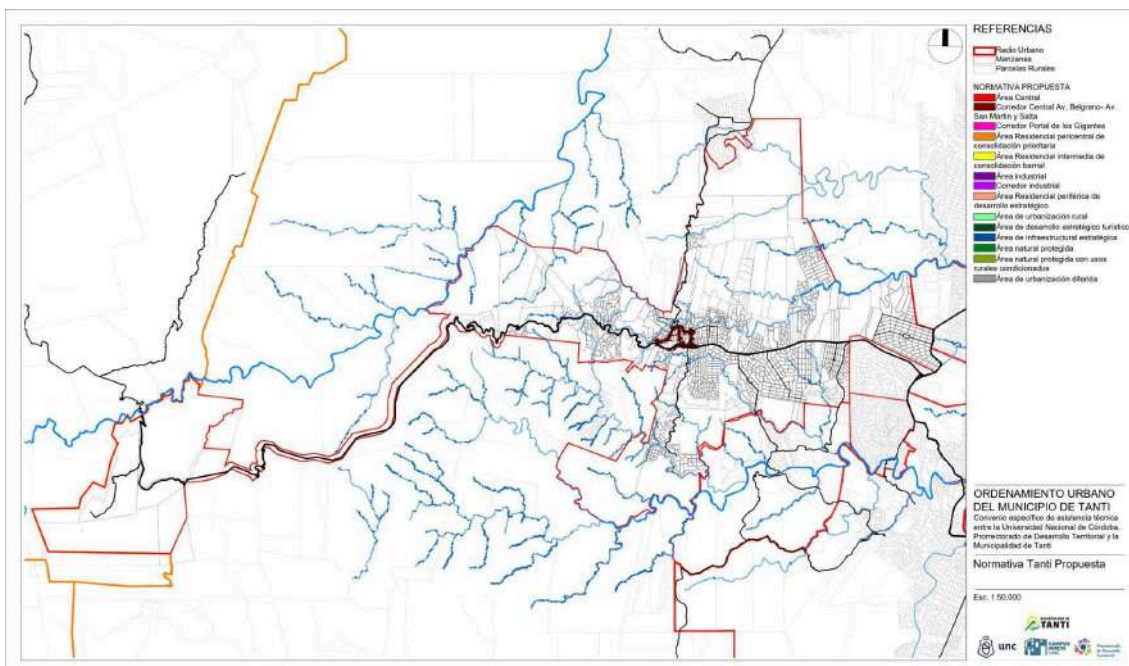 REFERENCIAS
Radio Urbano
Manzanas
Parcelas Rurales
NORMATIVA PROPUESTA
Área Central
Corredor Central Av. Belgrano- Av.
San Martin y Salta
Corredor Portal de los Gigantes
Área Residencial pericentral de
consolidación prioritaria
Área Residencial intermedia de
consolidación barrial
Área industrial
Corredor industrial
Área Residencial periférica de
desarrollo estratégico
Área de urbanización rural
Área de desarrollo estratégico turístico
Área de infraestructural estratégica
Área natural protegida
Área natural protegida con usos
rurales condicionados
Área de urbanización diferida
ORDENAMIENTO URBANO
DEL MUNICIPIO DE TANTI
Convenio específico de asistencia técnica
entre la Universidad Nacional de Córdoba,
Prorrectorado de Desarrollo Territorial y la
Municipalidad de Tanti
Normativa Tanti Propuesta
Esc. 1:50.000
TANTI
unc
CAMPUS